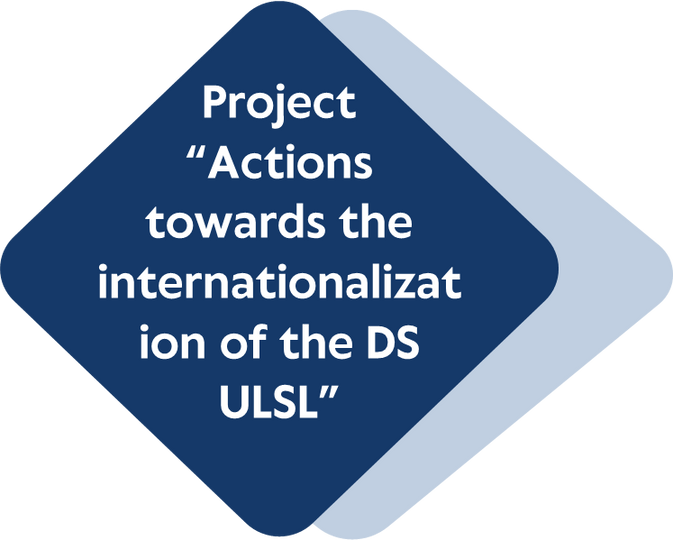 Project
“Actions
towards the
internationalizat
ion of the DS
ULSL”